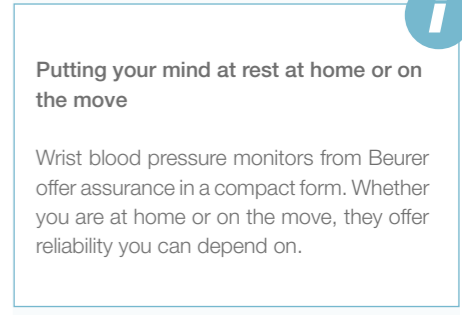 i
Putting your mind at rest at home or on
the move
Wrist blood pressure monitors from Beurer
offer assurance in a compact form. Whether
you are at home or on the move, they offer
reliability you can depend on.